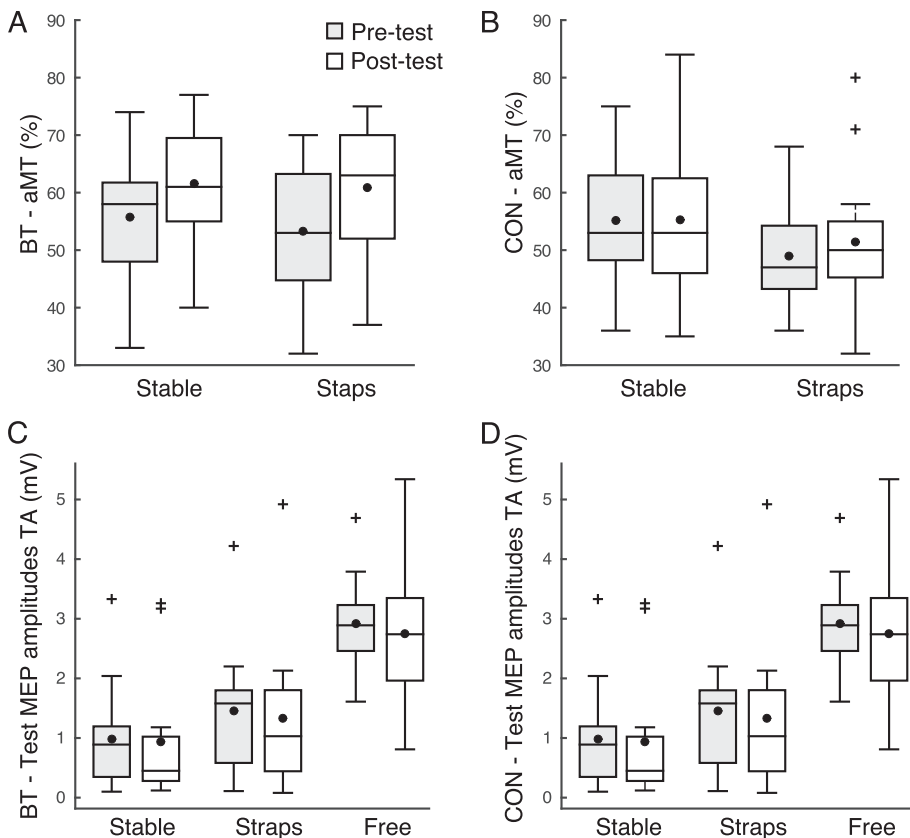 A
BT - aMT (%)
90
80
70
60
50
40
30
Pre-test
Post-test
Stable
Staps
B
CON - aMT (%)
90
80
70
60
50
40
30
Stable
Straps
C
BT - Test MEP amplitudes TA (mV)
5
4
3
2
1
0
Stable
Straps
Free
D
CON - Test MEP amplitudes TA (mV)
5
4
3
2
1
0
Stable
Straps
Free